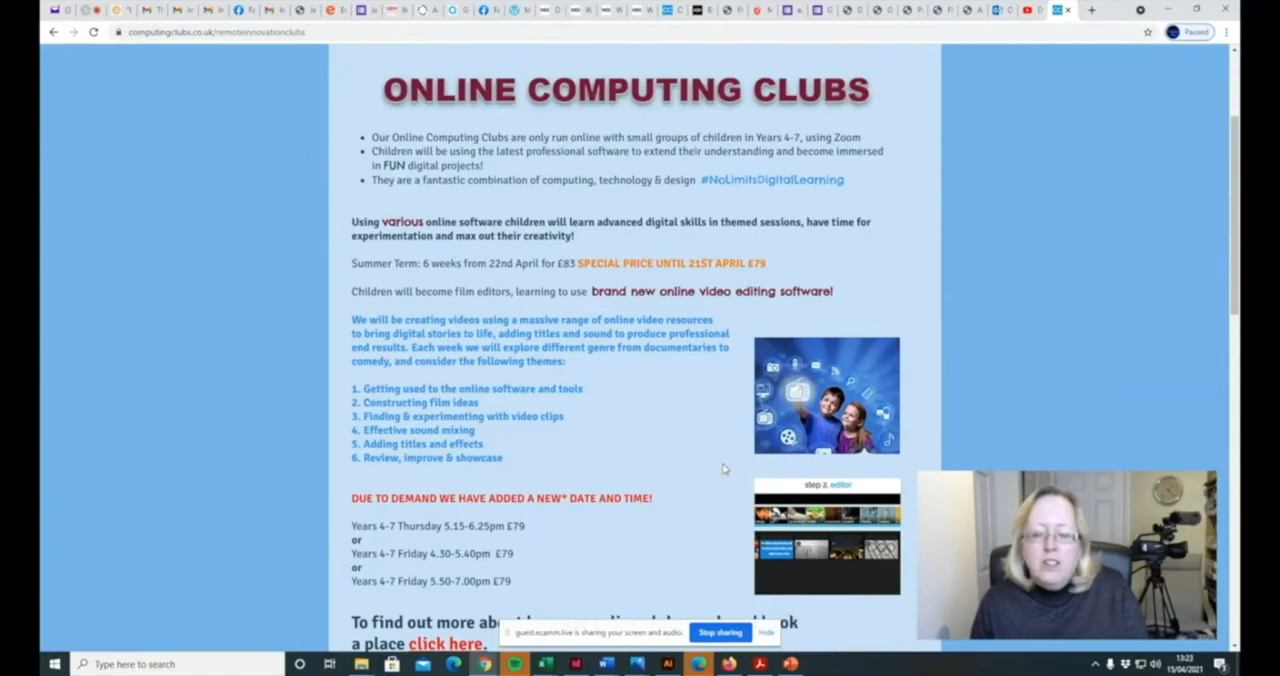 computingclubs.co.uk/remoteinnovationclubs
Paused
ONLINE COMPUTING CLUBS
• Our Online Computing Clubs are only run online with small groups of children in Years 4-7, using Zoom
• Children will be using the latest professional software to extend their understanding and become immersed
in FUN digital projects!
• They are a fantastic combination of computing, technology & design #NoLimitsDigitalLearning
Using various online software children will learn advanced digital skills in themed sessions, have time for
experimentation and max out their creativity!
Summer Term: 6 weeks from 22nd April for £83 SPECIAL PRICE UNTIL 21ST APRIL £79
Children will become film editors, learning to use brand new online video editing software!
We will be creating videos using a massive range of online video resources
to bring digital stories to life, adding titles and sound to produce professional
end results. Each week we will explore different genre from documentaries to
comedy, and consider the following themes:
1. Getting used to the online software and tools
2. Constructing film ideas
3. Finding & experimenting with video clips
4. Effective sound mixing
5. Adding titles and effects
6. Review, improve & showcase
step 2. editor
DUE TO DEMAND WE HAVE ADDED A NEW* DATE AND TIME!
Years 4-7 Thursday 5.15-6.25pm £79
or
Years 4-7 Friday 4.30-5.40pm £79
or
Years 4-7 Friday 5.50-7.00pm £79
To find out more ab
a place click here.
guest.ecamm.live is sharing your screen and audio.
Stop sharing
Hide
Type here to search
13:23
15/04/2021